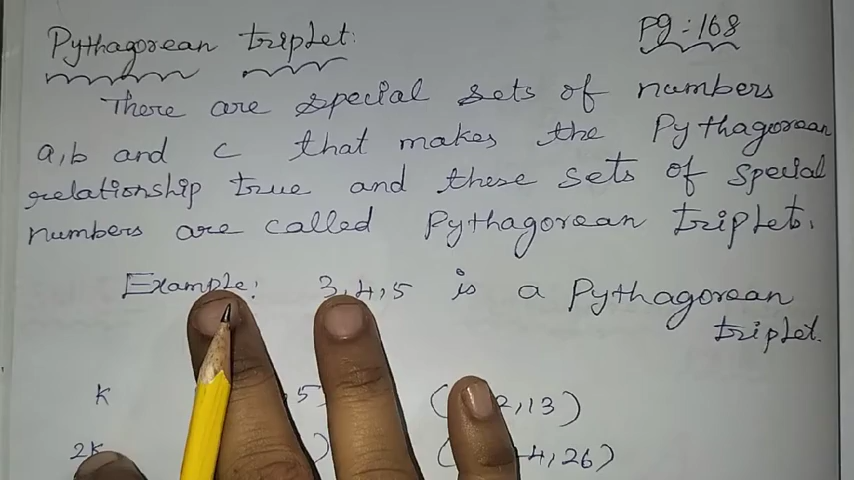 Pythagorean triplet: Pg:168
There are special sets of numbers
a,b and c that makes the Pythagorean
relationship true and these sets of special
numbers are called Pythagorean triplets.
Example: 3,4,5 is a Pythagorean
triplet.
k ,5 ( 2,13)
2k ) ( 4,26)